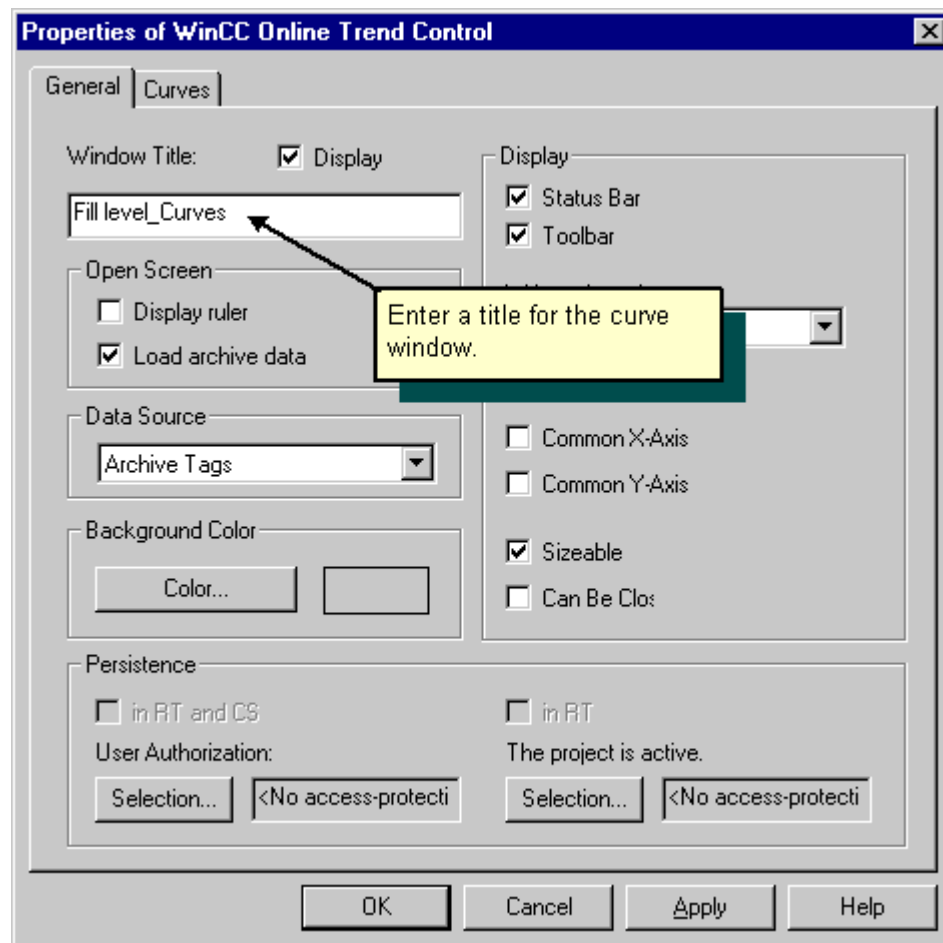 Properties of WinCC Online Trend Control
General
Curves
Window Title:
Display
Fill level_Curves
Open Screen
Display ruler
Load archive data
Data Source
Archive Tags
Background Color
Color...
Display
Status Bar
Toolbar
Enter a title for the curve
window.
Common X-Axis
Common Y-Axis
Sizeable
Can Be Clos
Persistence
in RT and CS
in RT
User Authorization:
The project is active.
Selection...
<No access-protecti
Selection...
<No access-protecti
OK
Cancel
Apply
Help